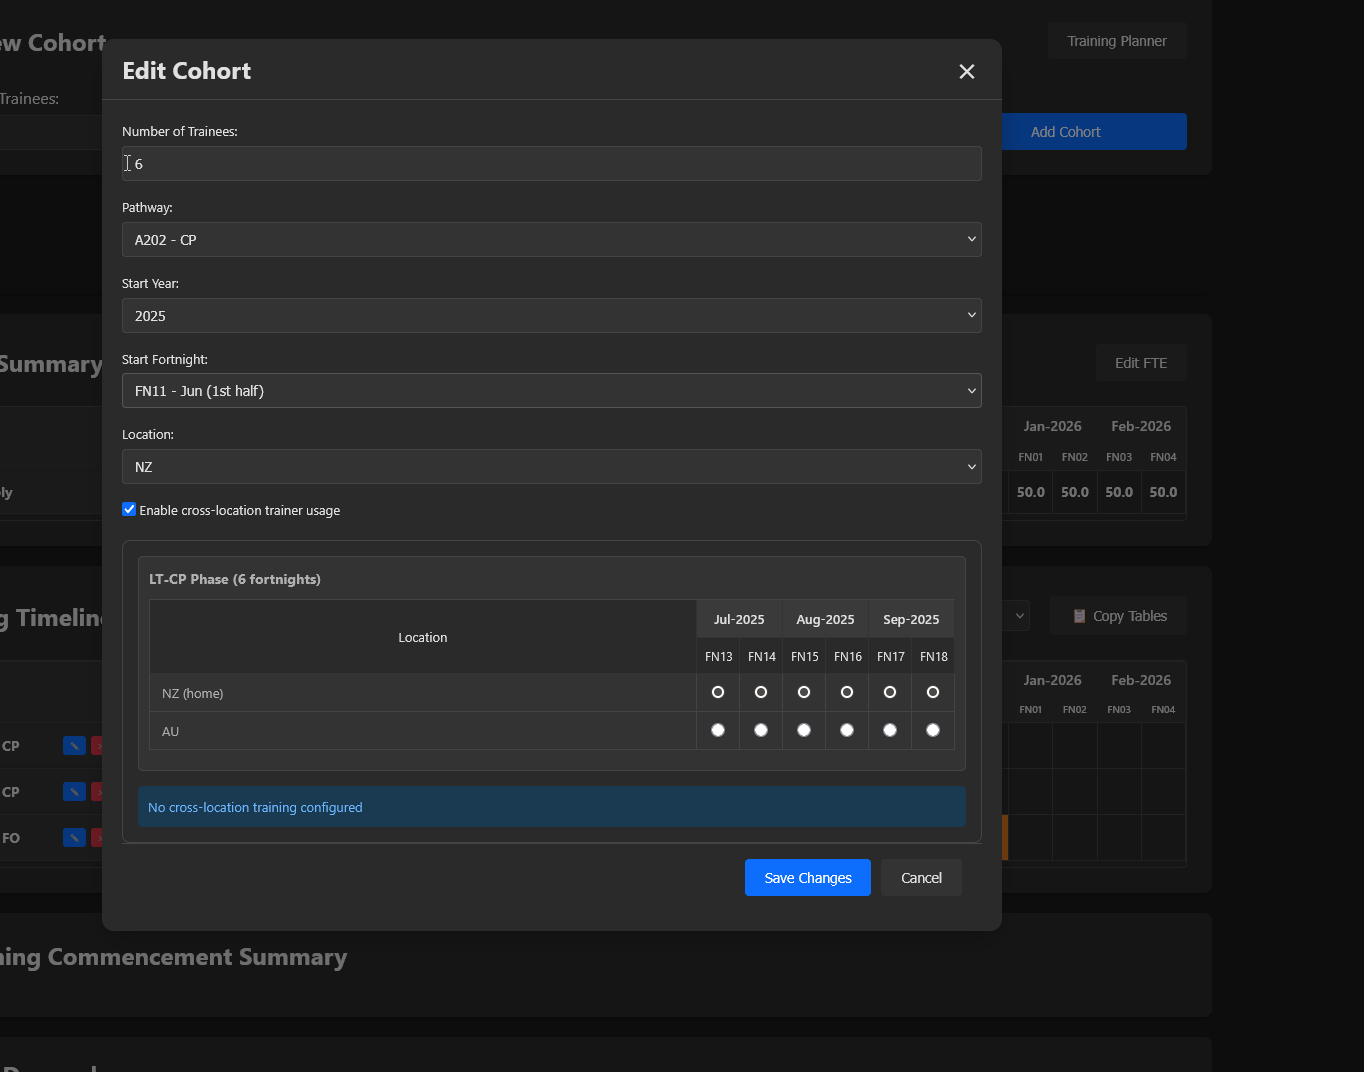 ew Cohort
Training Planner
Edit Cohort
Trainees:
Number of Trainees:
Add Cohort
6
Pathway:
A202 - CP
Start Year:
2025
Start Fortnight:
Summary
Edit FTE
FN11 - Jun (1st half)
Jan-2026 Feb-2026
Location:
FN01 FN02 FN03 FN04
NZ
ly
50.0 50.0 50.0 50.0
Enable cross-location trainer usage
LT-CP Phase (6 fortnights)
g Timeline
Copy Tables
Location
Jul-2025 Aug-2025 Sep-2025
FN13 FN14 FN15 FN16 FN17 FN18
Jan-2026 Feb-2026
FN01 FN02 FN03 FN04
NZ (home)
AU
CP
CP
No cross-location training configured
FO
Save Changes
Cancel
ning Commencement Summary